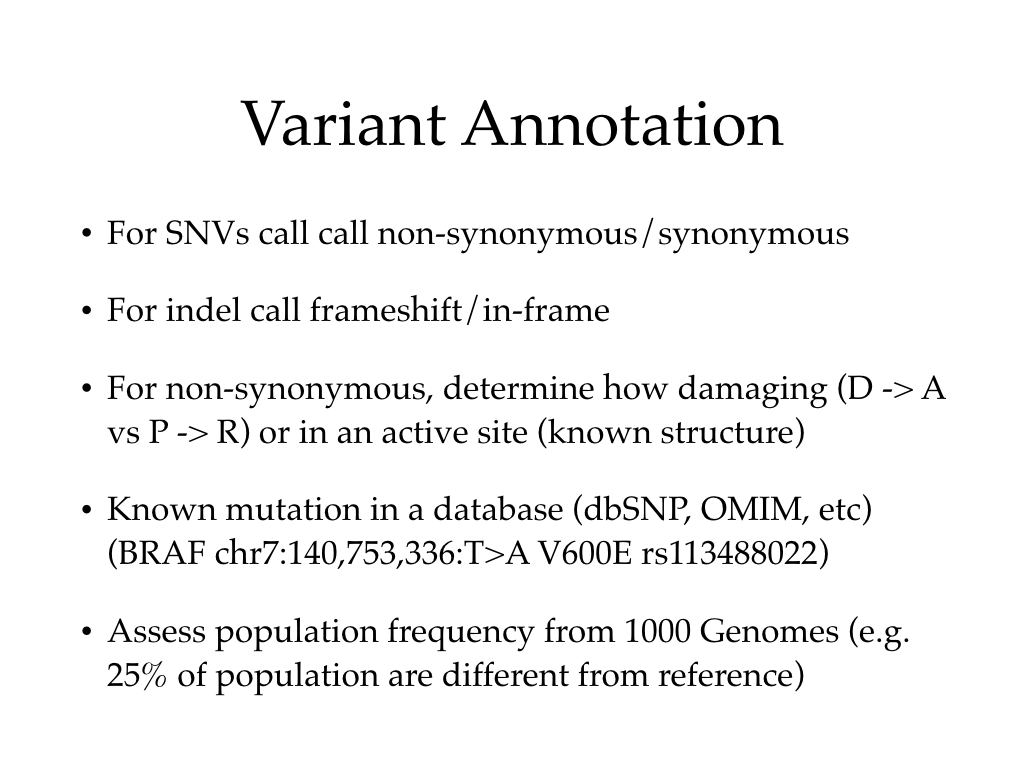 Variant Annotation
• For SNVs call call non-synonymous/synonymous
• For indel call frameshift/in-frame
• For non-synonymous, determine how damaging (D -> A
vs P -> R) or in an active site (known structure)
• Known mutation in a database (dbSNP, OMIM, etc)
(BRAF chr7:140,753,336:T>A V600E rs113488022)
• Assess population frequency from 1000 Genomes (e.g.
25% of population are different from reference)